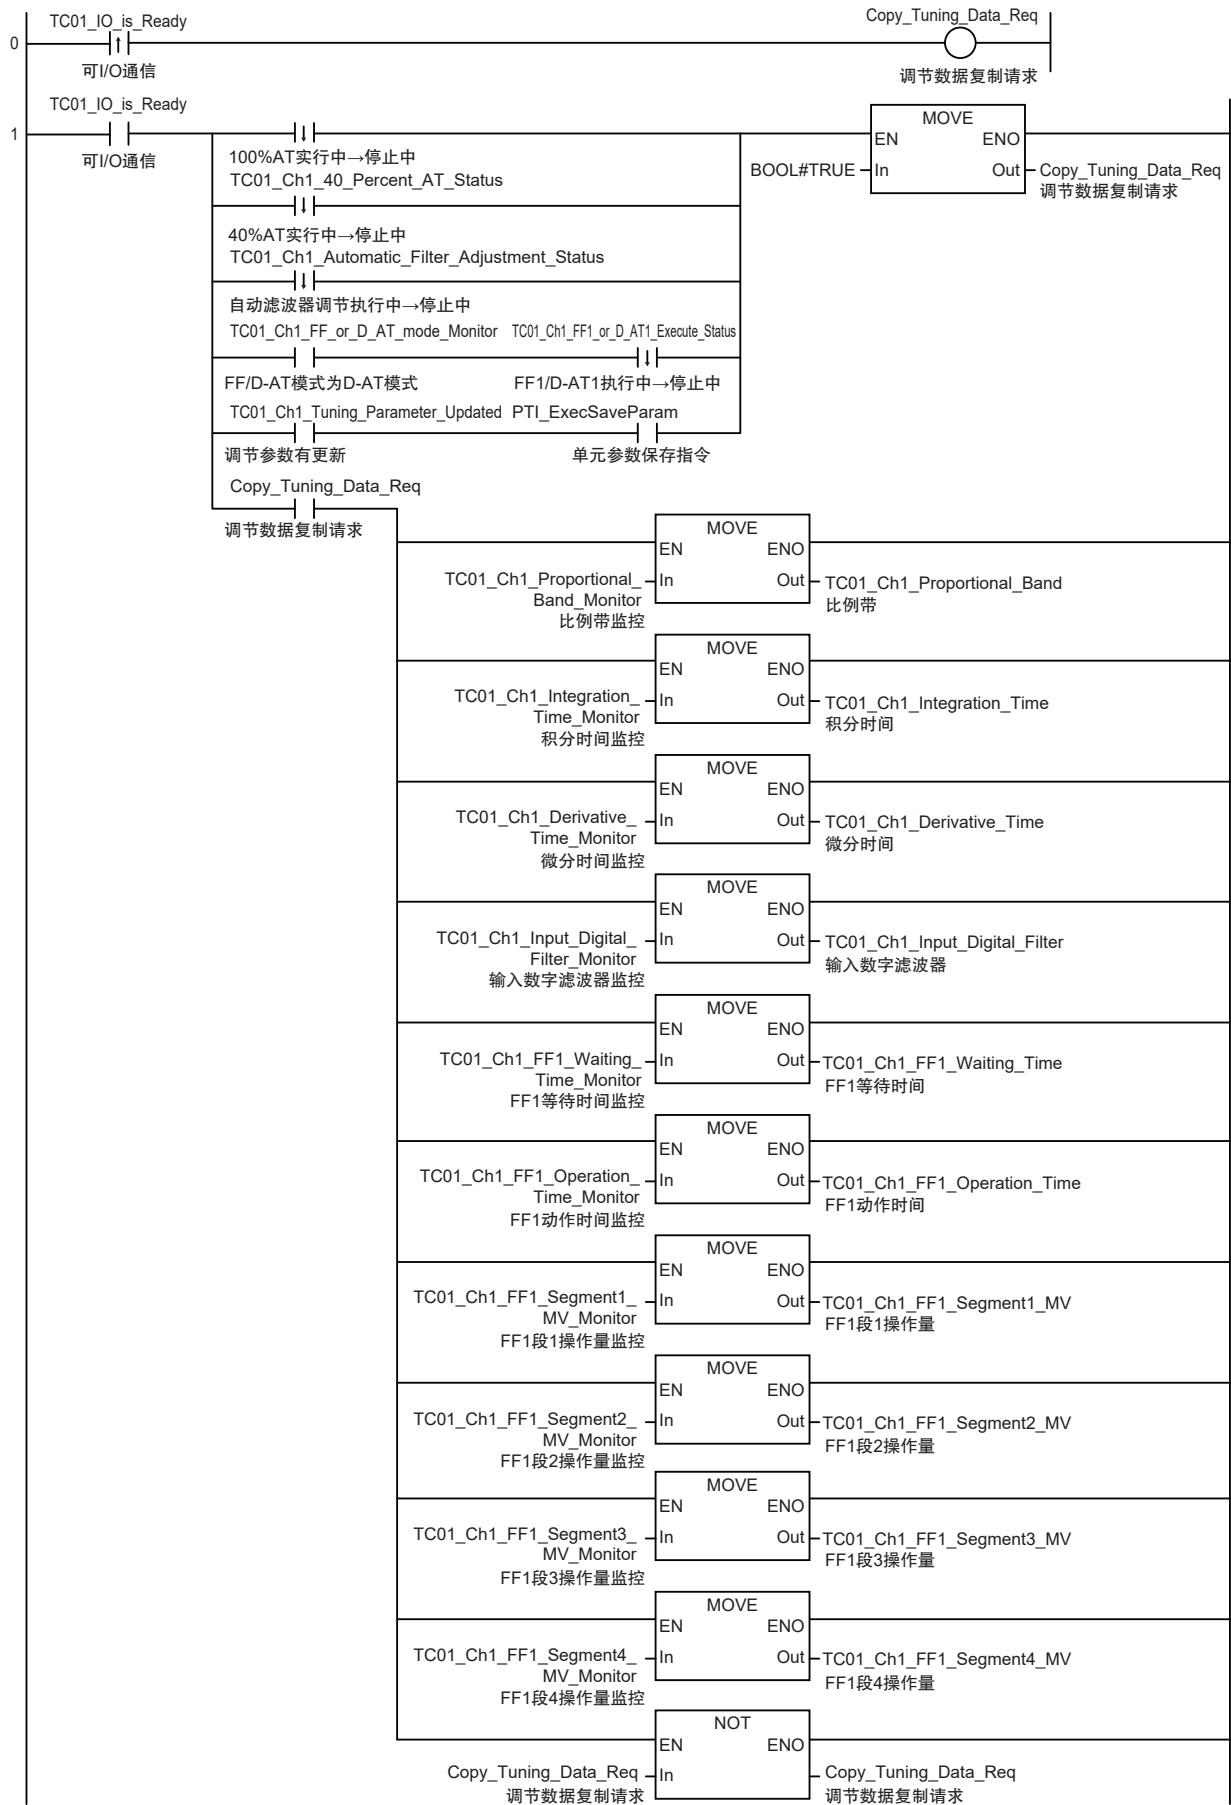 TC01_IO_is_Ready
Copy_Tuning_Data_Req
0
可I/O通信
调节数据复制请求
TC01_IO_is_Ready
1
可I/O通信
100%AT实行中→停止中
TC01_Ch1_40_Percent_AT_Status
40%AT实行中→停止中
TC01_Ch1_Automatic_Filter_Adjustment_Status
自动滤波器调节执行中→停止中
TC01_Ch1_FF_or_D_AT_mode_Monitor TC01_Ch1_FF1_or_D_AT1_Execute_Status
FF/D-AT模式为D-AT模式 FF1/D-AT1执行中→停止中
TC01_Ch1_Tuning_Parameter_Updated PTI_ExecSaveParam
调节参数有更新 单元参数保存指令
MOVE
EN ENO
BOOL#TRUE In Out Copy_Tuning_Data_Req
调节数据复制请求
Copy_Tuning_Data_Req
调节数据复制请求
MOVE
EN ENO
TC01_Ch1_Proportional_ In Out TC01_Ch1_Proportional_Band
Band_Monitor 比例带
比例带监控
MOVE
EN ENO
TC01_Ch1_Integration_ In Out TC01_Ch1_Integration_Time
Time_Monitor 积分时间
积分时间监控
MOVE
EN ENO
TC01_Ch1_Derivative_ In Out TC01_Ch1_Derivative_Time
Time_Monitor 微分时间
微分时间监控
MOVE
EN ENO
TC01_Ch1_Input_Digital_ In Out TC01_Ch1_Input_Digital_Filter
Filter_Monitor 输入数字滤波器
输入数字滤波器监控
MOVE
EN ENO
TC01_Ch1_FF1_Waiting_ In Out TC01_Ch1_FF1_Waiting_Time
Time_Monitor FF1等待时间
FF1等待时间监控
MOVE
EN ENO
TC01_Ch1_FF1_Operation_ In Out TC01_Ch1_FF1_Operation_Time
Time_Monitor FF1动作时间
FF1动作时间监控
MOVE
EN ENO
TC01_Ch1_FF1_Segment1_ In Out TC01_Ch1_FF1_Segment1_MV
MV_Monitor FF1段1操作量
FF1段1操作量监控
MOVE
EN ENO
TC01_Ch1_FF1_Segment2_ In Out TC01_Ch1_FF1_Segment2_MV
MV_Monitor FF1段2操作量
FF1段2操作量监控
MOVE
EN ENO
TC01_Ch1_FF1_Segment3_ In Out TC01_Ch1_FF1_Segment3_MV
MV_Monitor FF1段3操作量
FF1段3操作量监控
MOVE
EN ENO
TC01_Ch1_FF1_Segment4_ In Out TC01_Ch1_FF1_Segment4_MV
MV_Monitor FF1段4操作量
FF1段4操作量监控
NOT
EN ENO
Copy_Tuning_Data_Req In Copy_Tuning_Data_Req
调节数据复制请求 调节数据复制请求